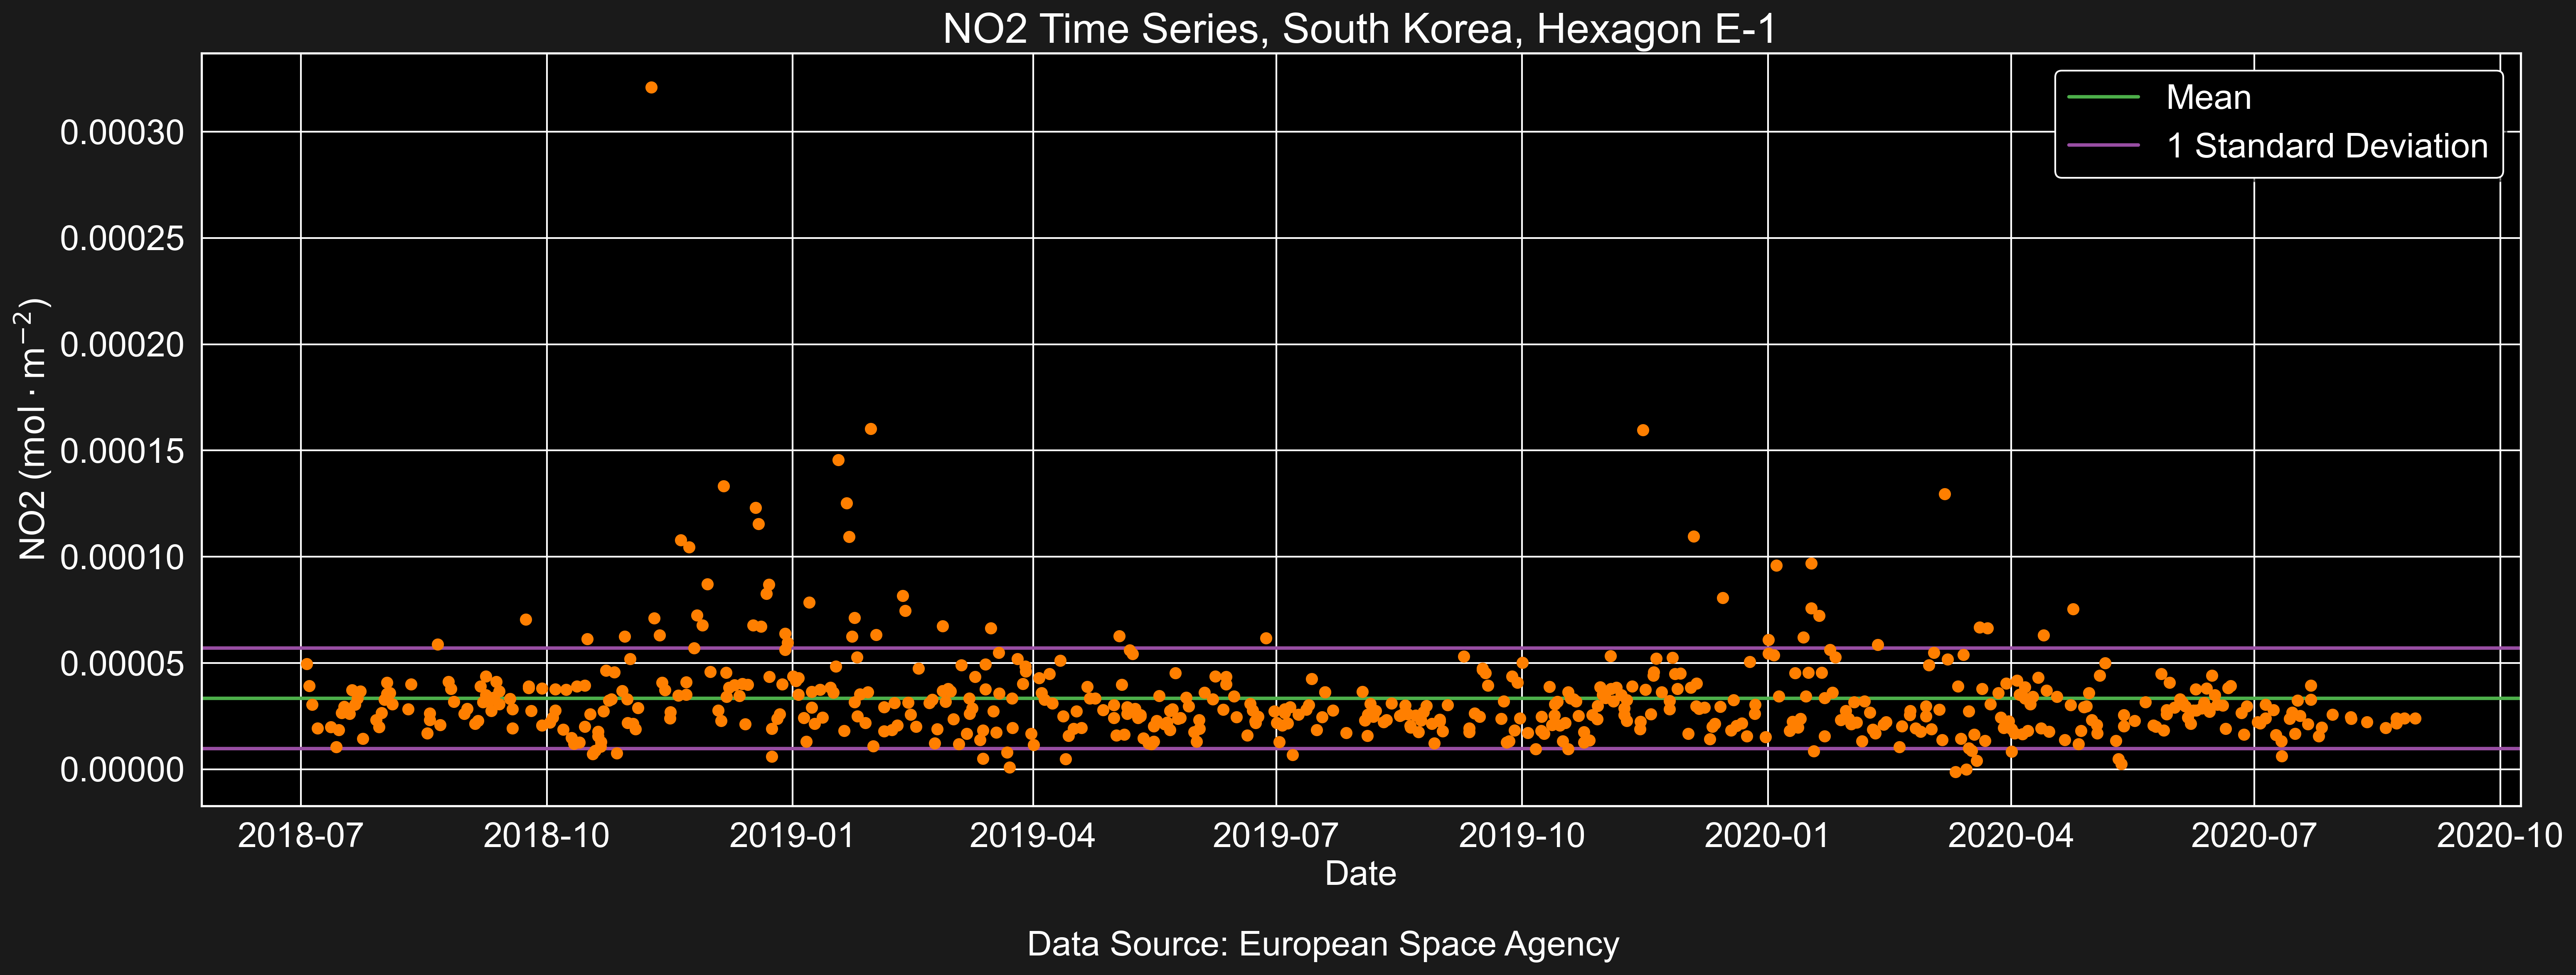 NO2 Time Series, South Korea, Hexagon E-1
Mean
1 Standard Deviation
NO2 (mol · m⁻²)
0.00030
0.00025
0.00020
0.00015
0.00010
0.00005
0.00000
2018-07 2018-10 2019-01 2019-04 2019-07 2019-10 2020-01 2020-04 2020-07 2020-10
Date
Data Source: European Space Agency